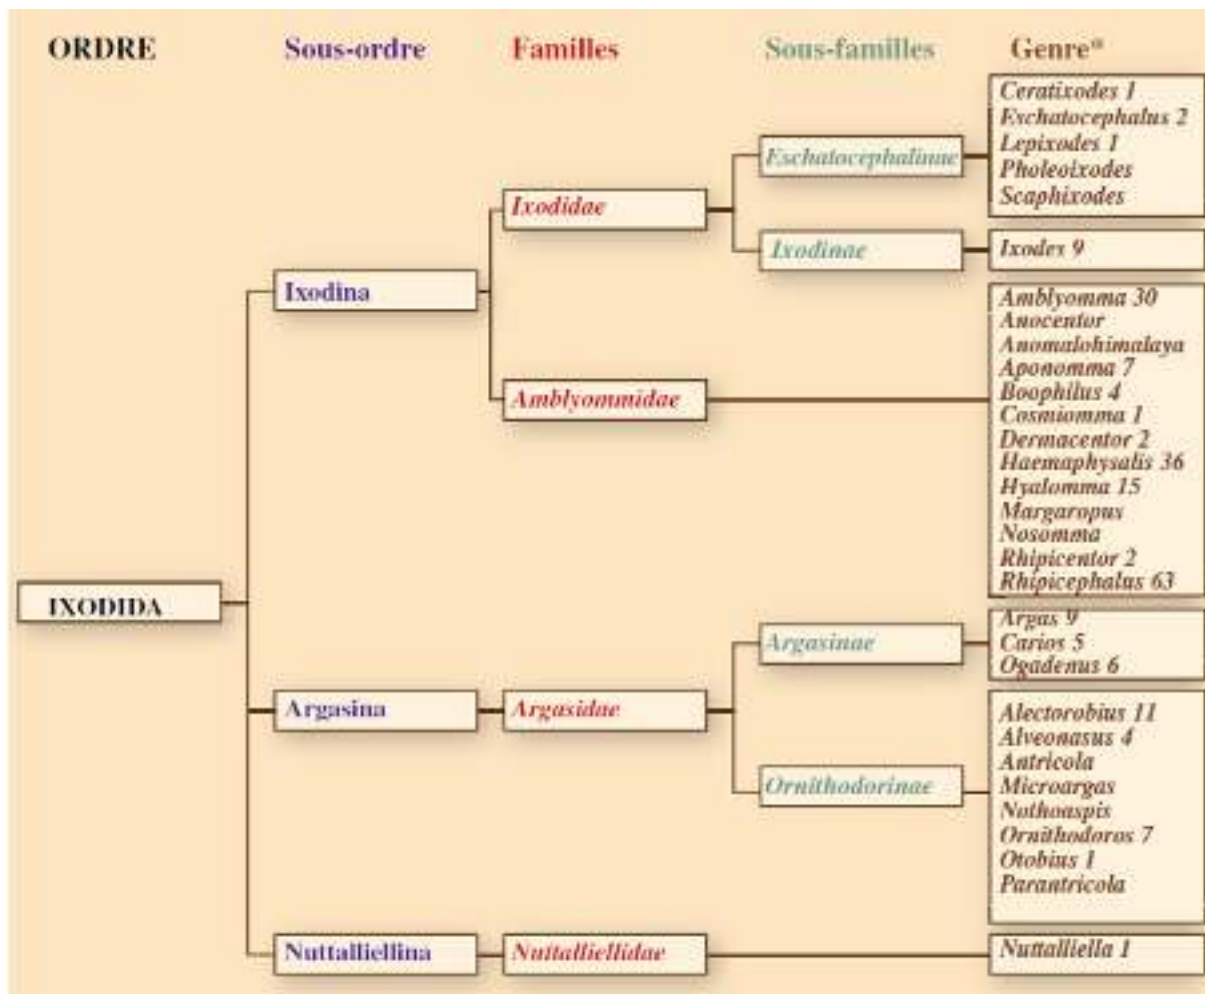 ORDRE Sous-ordre Familles Sous-familles Genre*
Ceratixodes 1
Eschatocephalus 2
Lepixodes 1
Pholeoixodes
Scaphixodes
Eschatocephalinae
Ixodidae
Ixodinae
Ixodes 9
Ixodina
Amblyommidae
Amblyomma 30
Anocentor
Anomalohimalaya
Aponomma 7
Boophilus 4
Cosmiomma 1
Dermacentor 2
Haemaphysalis 36
Hyalomma 15
Margaropus
Nosomma
Rhipicentor 2
Rhipicephalus 63
IXODIDA
Argasinae
Argas 9
Carios 5
Ogadenus 6
Argasina
Argasidae
Ornithodorinae
Alectorobius 11
Alveonasus 4
Antricola
Microargas
Nothoaspis
Ornithodoros 7
Otobius 1
Parantricola
Nuttalliellina
Nuttalliellidae
Nuttalliella 1